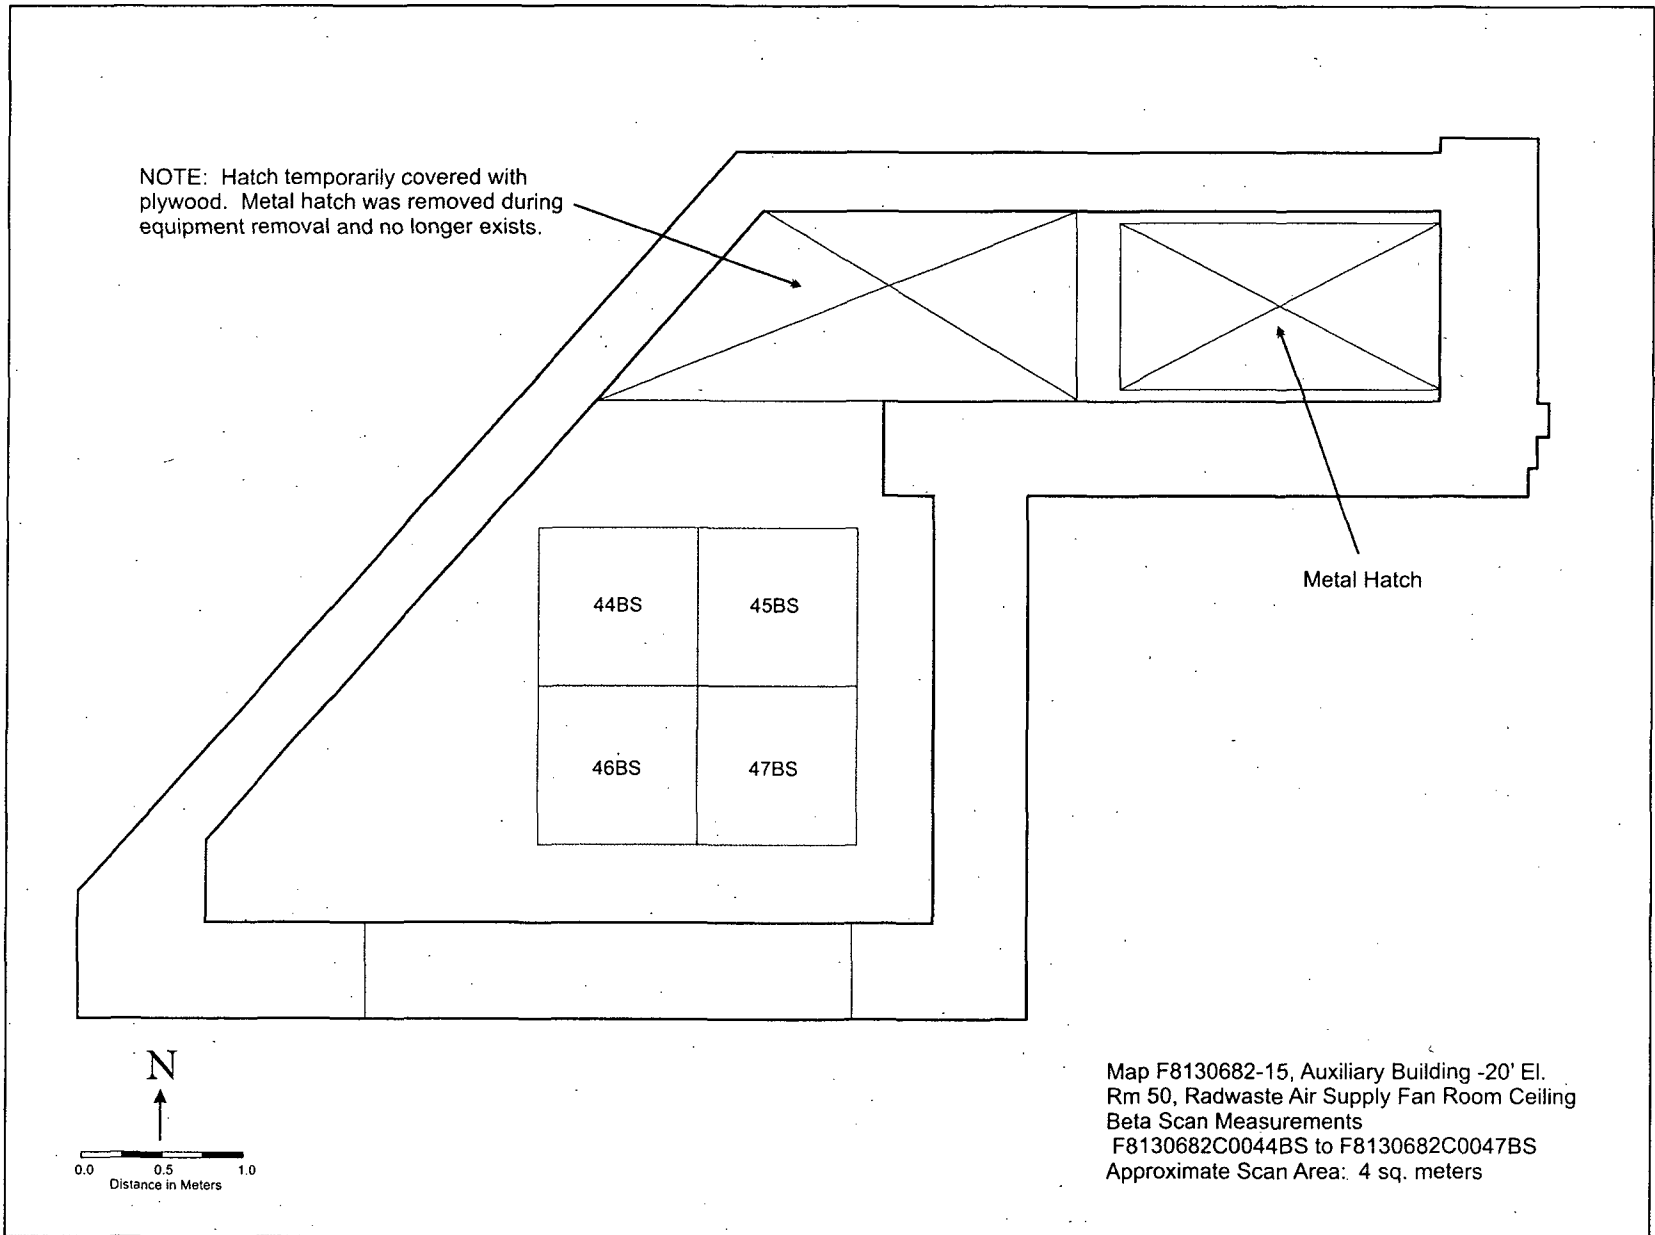 NOTE:  Hatch temporarily covered with
plywood.  Metal hatch was removed during
equipment removal and no longer exists.
Metal Hatch
44BS
45BS
46BS
47BS
N
0.0
0.5
1.0
Distance in Meters
Map F8130682-15, Auxiliary Building -20' El.
Rm 50, Radwaste Air Supply Fan Room Ceiling
Beta Scan Measurements
F8130682C0044BS to F8130682C0047BS
Approximate Scan Area:  4 sq. meters